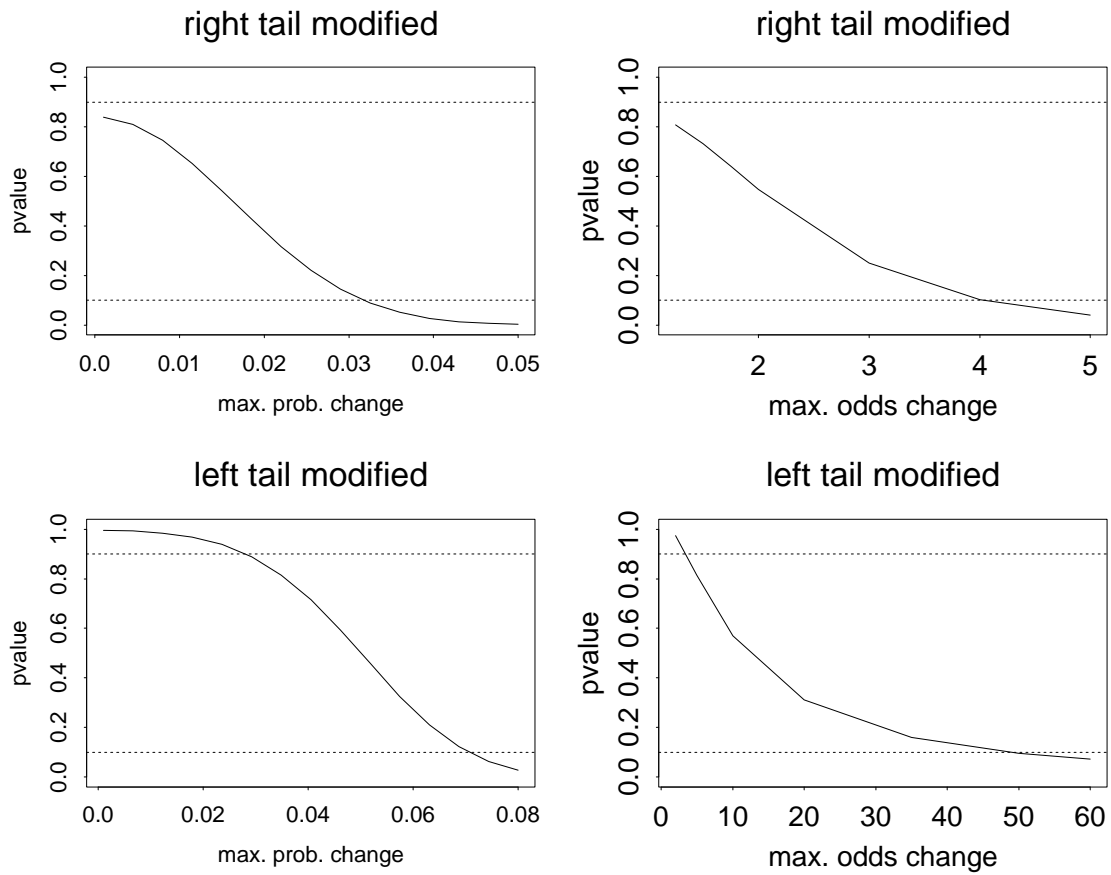 right tail modified
pvalue
0.0 0.2 0.4 0.6 0.8 1.0
0.0 0.01 0.02 0.03 0.04 0.05
max. prob. change
right tail modified
pvalue
0.0 0.2 0.4 0.6 0.8 1.0
2 3 4 5
max. odds change
left tail modified
pvalue
0.0 0.2 0.4 0.6 0.8 1.0
0.0 0.02 0.04 0.06 0.08
max. prob. change
left tail modified
pvalue
0.0 0.2 0.4 0.6 0.8 1.0
0 10 20 30 40 50 60
max. odds change